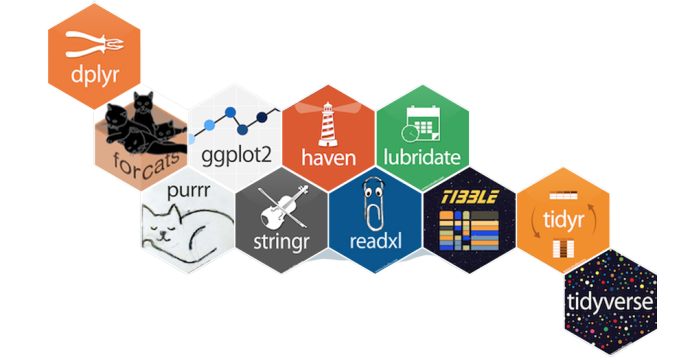 dplyr
forcats
ggplot2
haven
lubridate
purrr
stringr
readxl
TIBBLE
tidyr
tidyverse